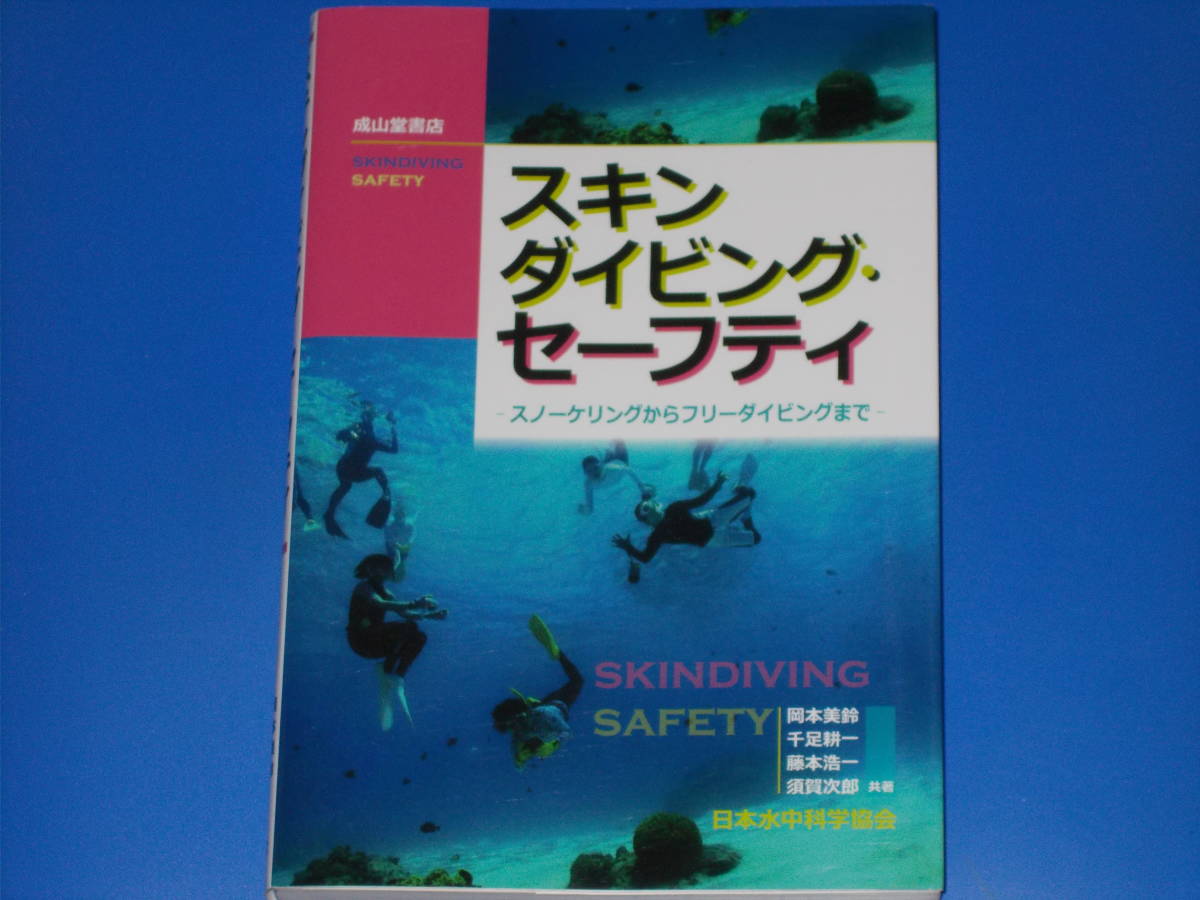 成山堂書店
SKINDIVING
SAFETY
スキン
ダイビング・
セーフティ
-スノーケリングからフリーダイビングまで-
SKINDIVING
SAFETY
岡本美鈴
千足耕一
藤本浩一
須賀次郎 共著
日本水中科学協会